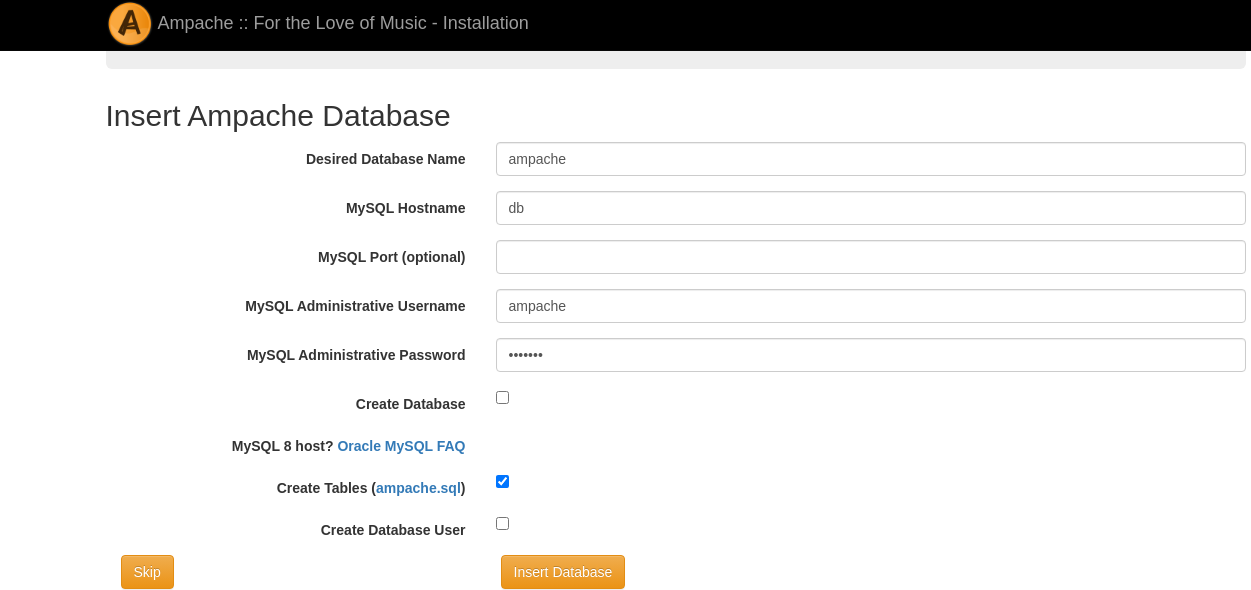 Ampache :: For the Love of Music - Installation
Insert Ampache Database
Desired Database Name ampache
MySQL Hostname db
MySQL Port (optional)
MySQL Administrative Username ampache
MySQL Administrative Password •••••••
Create Database
MySQL 8 host? Oracle MySQL FAQ
Create Tables (ampache.sql)
Create Database User
Skip Insert Database